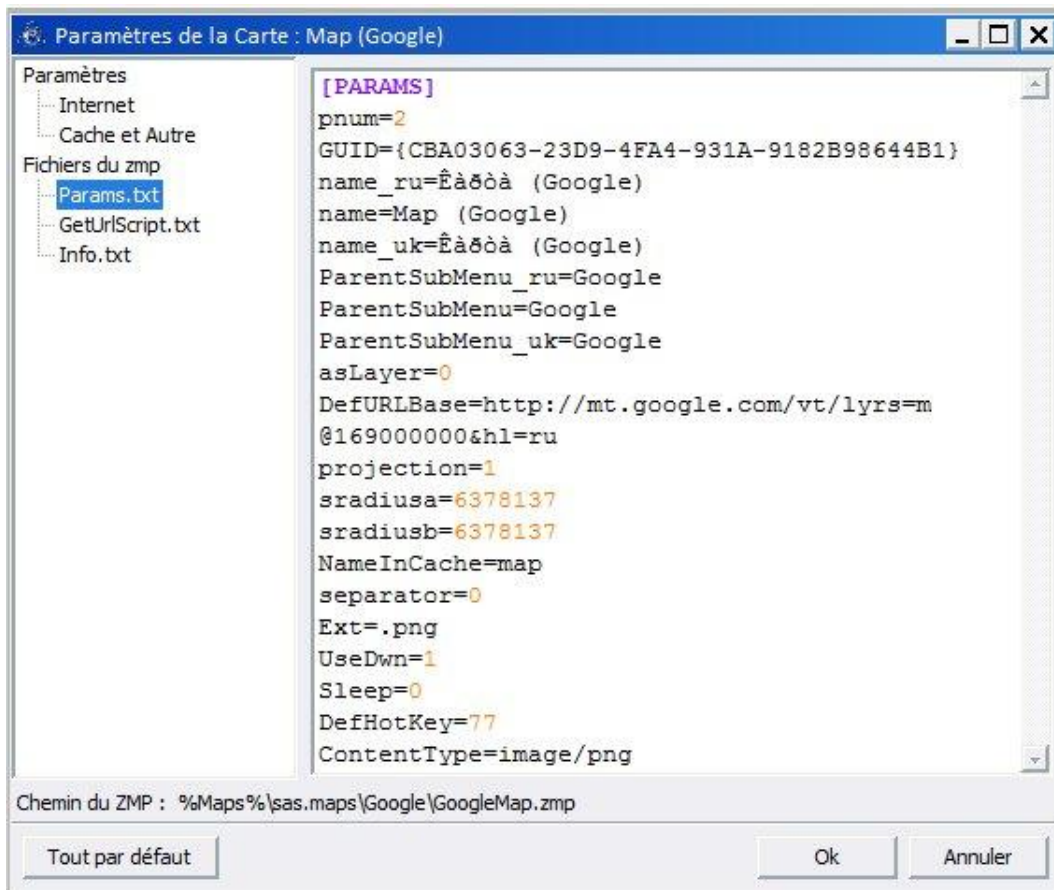 Paramètres de la Carte : Map (Google)
Paramètres
Internet
Cache et Autre
Fichiers du zmp
Params.txt
GetUrlScript.txt
Info.txt
[PARAMS]
pnum=2
GUID={CBA03063-23D9-4FA4-931A-9182B98644B1}
name_ru=Êàðòà (Google)
name=Map (Google)
name_uk=Êàðòà (Google)
ParentSubMenu_ru=Google
ParentSubMenu=Google
ParentSubMenu_uk=Google
asLayer=0
DefURLBase=http://mt.google.com/vt/lyrs=m
@169000000&hl=ru
projection=1
sradiusa=6378137
sradiusb=6378137
NameInCache=map
separator=0
Ext=.png
UseDwn=1
Sleep=0
DefHotKey=77
ContentType=image/png
Chemin du ZMP : %Maps%\sas.maps\Google\GoogleMap.zmp
Tout par défaut
Ok
Annuler